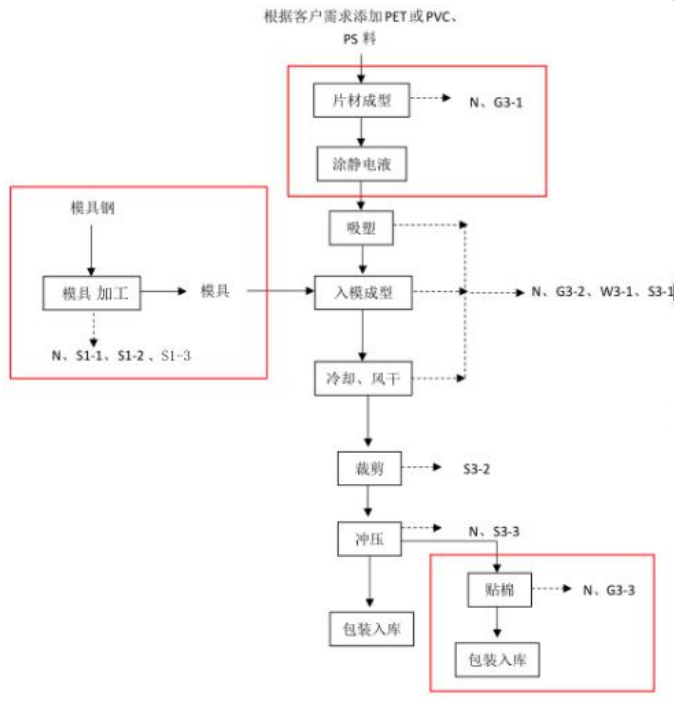 根据客户需求添加PET或PVC、
PS 料
片材成型
N、G3-1
涂静电液
模具钢
吸塑
模具 加工
模具
入模成型
N、G3-2、W3-1、S3-1
N、S1-1、S1-2 、S1-3
冷却、风干
裁剪
S3-2
冲压
N、S3-3
贴棉
N、G3-3
包装入库
包装入库